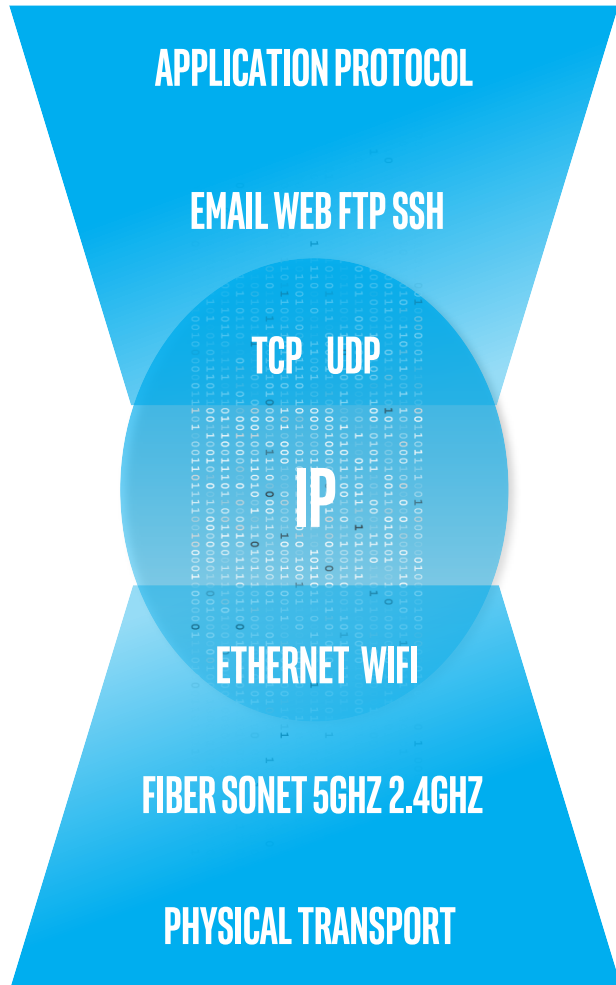 APPLICATION PROTOCOL
EMAIL WEB FTP SSH
TCP UDP
IP
ETHERNET WIFI
FIBER SONET 5GHZ 2.4GHZ
PHYSICAL TRANSPORT